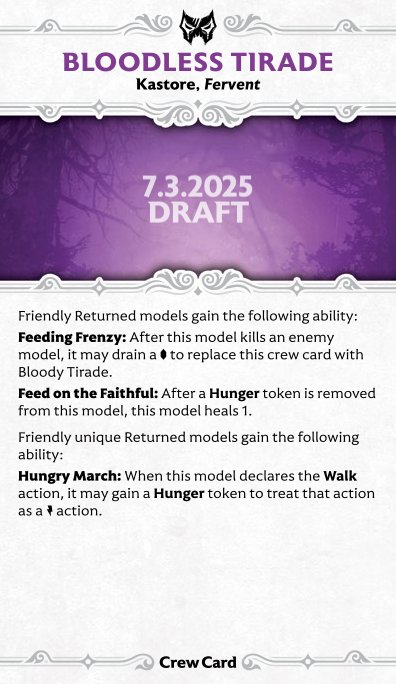 BLOODLESS TIRADE
Kastore, Fervent
7.3.2025
DRAFT
Friendly Returned models gain the following ability:
Feeding Frenzy: After this model kills an enemy
model, it may drain a to replace this crew card with
Bloody Tirade.
Feed on the Faithful: After a Hunger token is removed
from this model, this model heals 1.
Friendly unique Returned models gain the following
ability:
Hungry March: When this model declares the Walk
action, it may gain a Hunger token to treat that action
as a action.
Crew Card